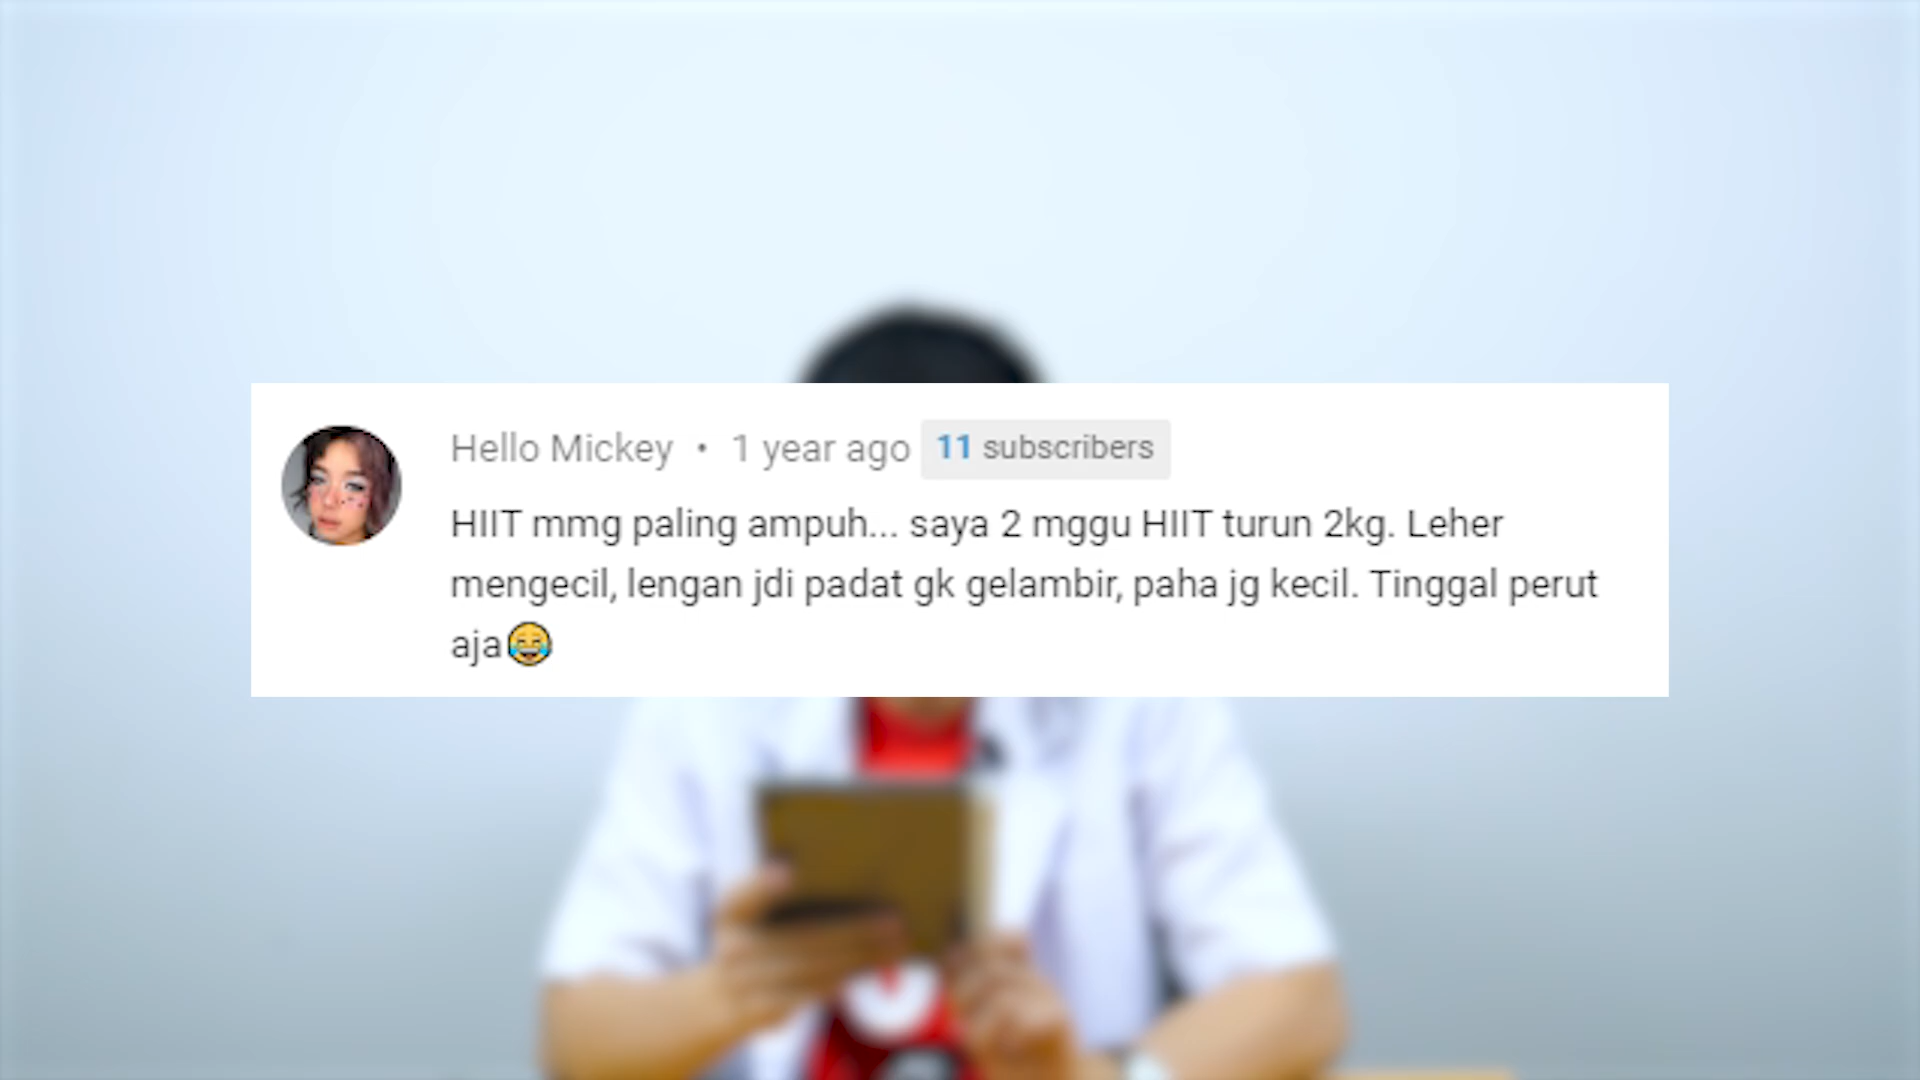 Hello Mickey • 1 year ago 11 subscribers
HIIT mmg paling ampuh... saya 2 mggu HIIT turun 2kg. Leher
mengecil, lengan jdi padat gk gelambir, paha jg kecil. Tinggal perut
aja😂